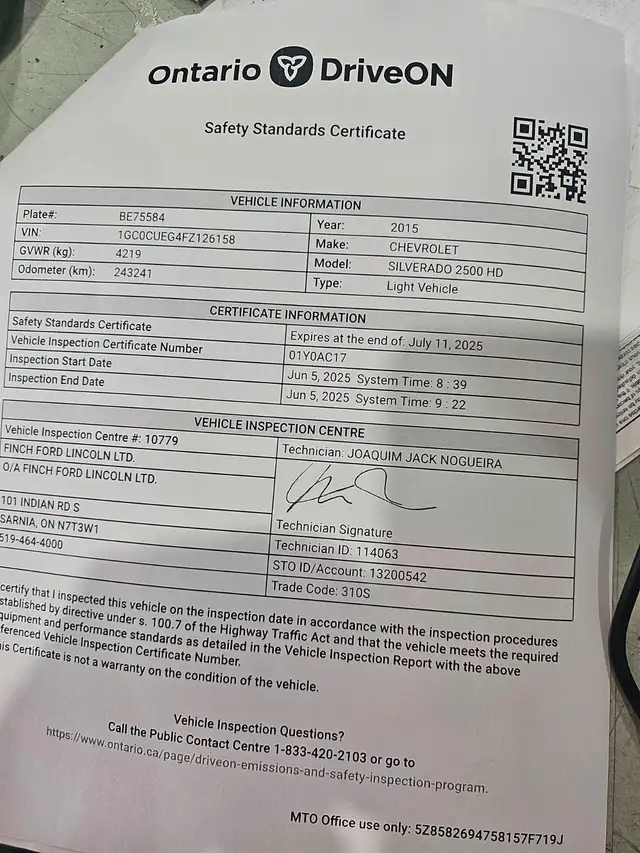 Ontario DriveON
Safety Standards Certificate
VEHICLE INFORMATION
Plate#: BE75584
VIN: 1GC0CUEG4FZ126158
GVWR (kg): 4219
Odometer (km): 243241
Year: 2015
Make: CHEVROLET
Model: SILVERADO 2500 HD
Type: Light Vehicle
CERTIFICATE INFORMATION
Safety Standards Certificate Expires at the end of: July 11, 2025
Vehicle Inspection Certificate Number 01Y0AC17
Inspection Start Date Jun 5, 2025 System Time: 8 : 39
Inspection End Date Jun 5, 2025 System Time: 9 : 22
VEHICLE INSPECTION CENTRE
Vehicle Inspection Centre #: 10779
FINCH FORD LINCOLN LTD.
O/A FINCH FORD LINCOLN LTD.
101 INDIAN RD S
SARNIA, ON N7T3W1
519-464-4000
Technician: JOAQUIM JACK NOGUEIRA
Technician Signature
Technician ID: 114063
STO ID/Account: 13200542
Trade Code: 310S
certify that I inspected this vehicle on the inspection date in accordance with the inspection procedures
stablished by directive under s. 100.7 of the Highway Traffic Act and that the vehicle meets the required
quipment and performance standards as detailed in the Vehicle Inspection Report with the above
ferenced Vehicle Inspection Certificate Number.
is Certificate is not a warranty on the condition of the vehicle.
Vehicle Inspection Questions?
Call the Public Contact Centre 1-833-420-2103 or go to
https://www.ontario.ca/page/driveon-emissions-and-safety-inspection-program.
MTO Office use only: 5Z8582694758157F719J